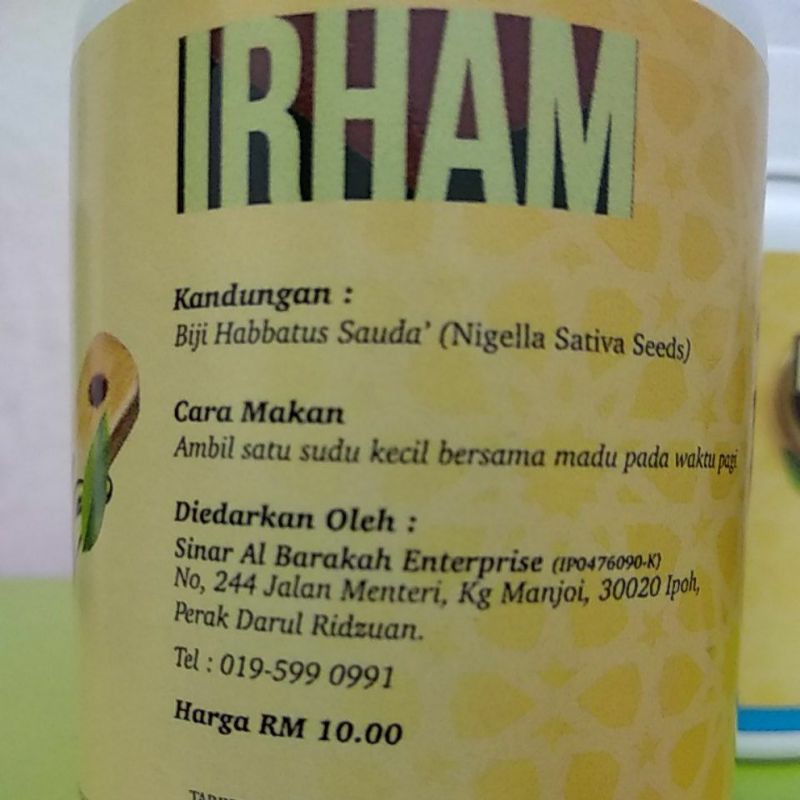 IRHAM
Kandungan :
Biji Habbatus Sauda' (Nigella Sativa Seeds)
Cara Makan
Ambil satu sudu kecil bersama madu pada waktu pagi
Diedarkan Oleh :
Sinar Al Barakah Enterprise (IP0476090-K)
No, 244 Jalan Menteri, Kg Manjoi, 30020 Ipoh,
Perak Darul Ridzuan.
Tel : 019-599 0991
Harga RM 10.00